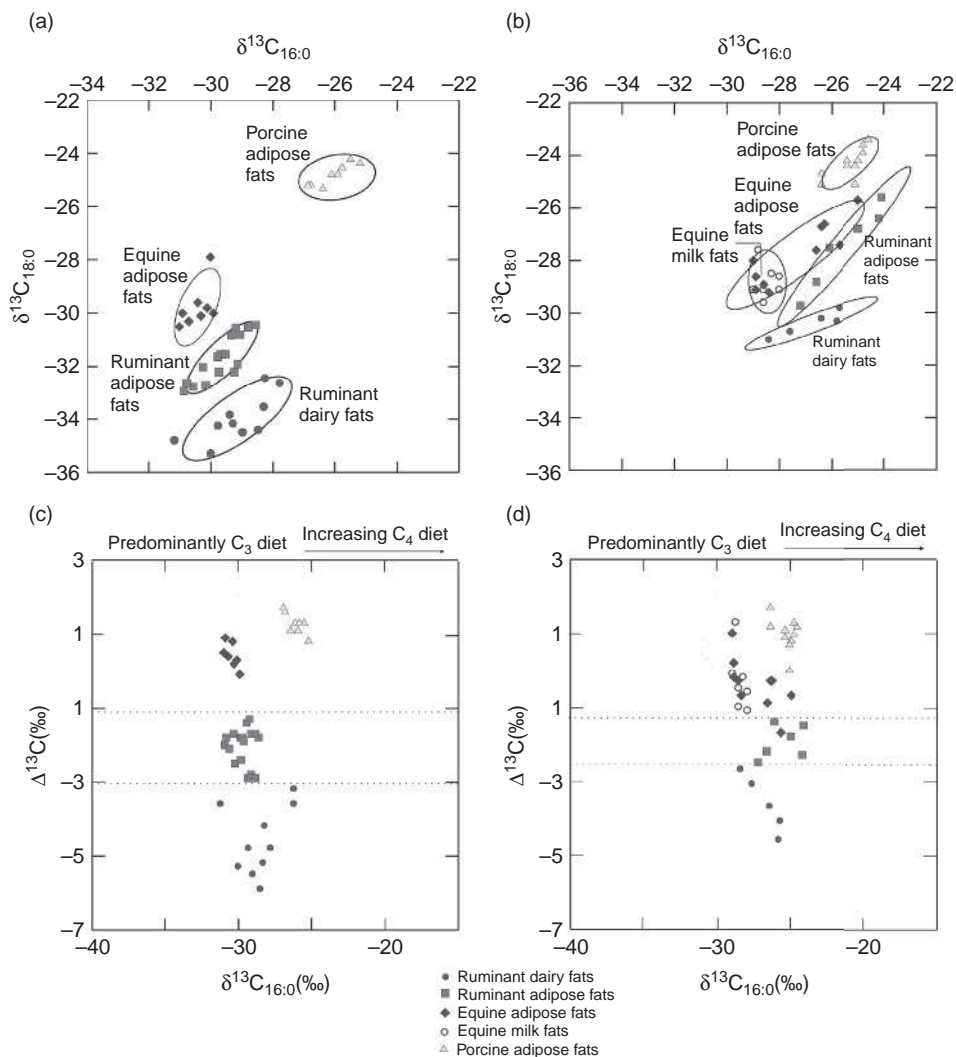 (a)
δ13C16:0
–34 –32 –30 –28 –26 –24 –22
–22
–24
–26
–28
–30
–32
–34
–36
δ13C18:0
Porcine
adipose
fats
Equine
adipose
fats
Ruminant
adipose
fats
Ruminant
dairy fats
(b)
δ13C16:0
–36 –34 –32 –30 –28 –26 –24 –22
–22
–24
–26
–28
–30
–32
–34
–36
δ13C18:0
Porcine
adipose fats
Equine
adipose
fats
Equine
milk fats
Ruminant
adipose
fats
Ruminant
dairy fats
(c)
Predominantly C3 diet
Increasing C4 diet
3
1
1
–3
–5
–7
Δ13C(‰)
–40 –30 –20
δ13C16:0(‰)
(d)
Predominantly C3 diet
Increasing C4 diet
3
1
1
–3
–5
–7
Δ13C(‰)
–40 –30 –20
δ13C16:0(‰)
Ruminant dairy fats
Ruminant adipose fats
Equine adipose fats
Equine milk fats
Porcine adipose fats